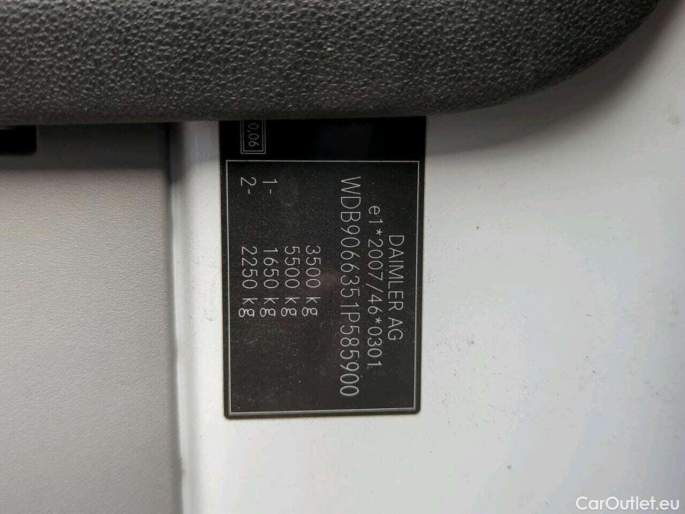 DAIMLER AG
e1*2007/46*0301
WDB9066351P585900
3500 kg
5500 kg
1- 1650 kg
2- 2250 kg
0,06
CarOutlet.eu